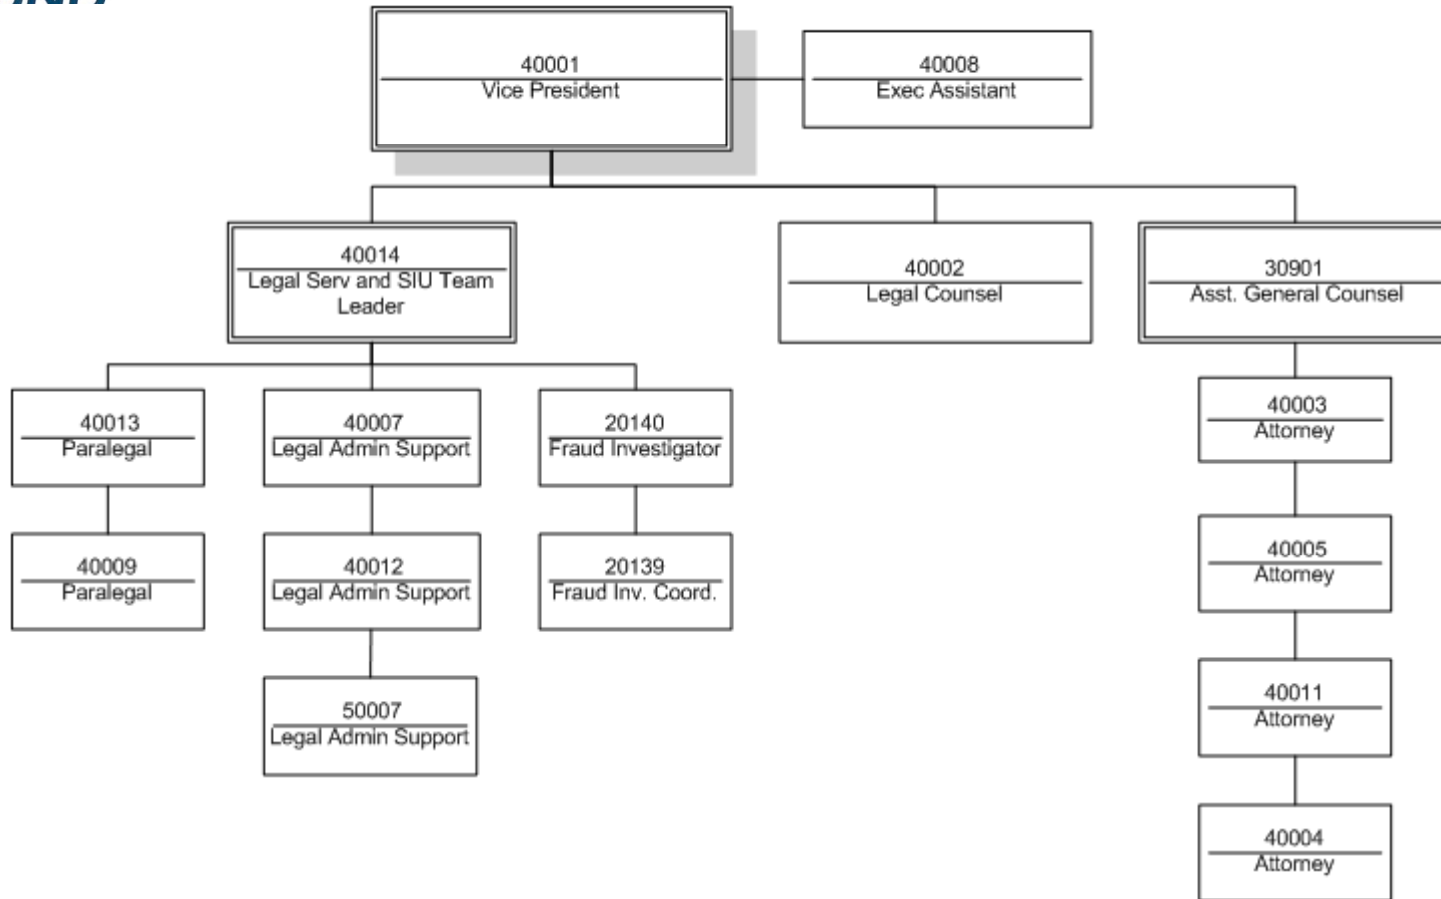 40001
Vice President
40008
Exec Assistant
40014
Legal Serv and SIU Team
Leader
40002
Legal Counsel
30901
Asst. General Counsel
40013
Paralegal
40007
Legal Admin Support
20140
Fraud Investigator
40003
Attorney
40009
Paralegal
40012
Legal Admin Support
20139
Fraud Inv. Coord.
40005
Attorney
50007
Legal Admin Support
40011
Attorney
40004
Attorney